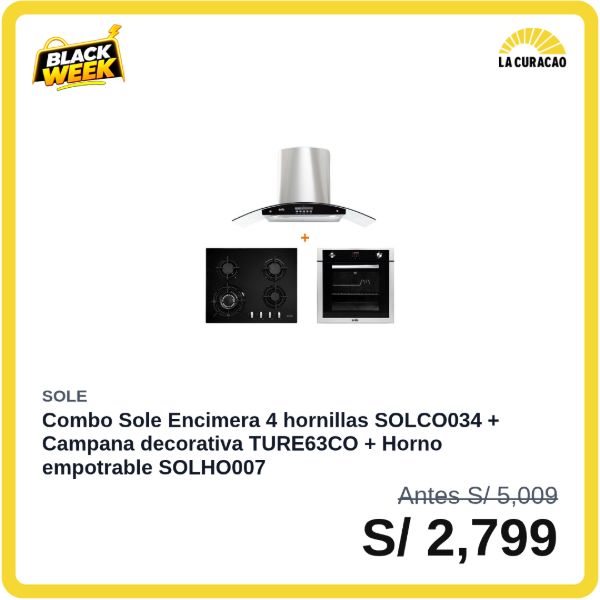 BLACK
WEEK
LA CURACAO
SOLE
Combo Sole Encimera 4 hornillas SOLCO034 +
Campana decorativa TURE63CO + Horno
empotrable SOLHO007
Antes S/ 5,009
S/ 2,799